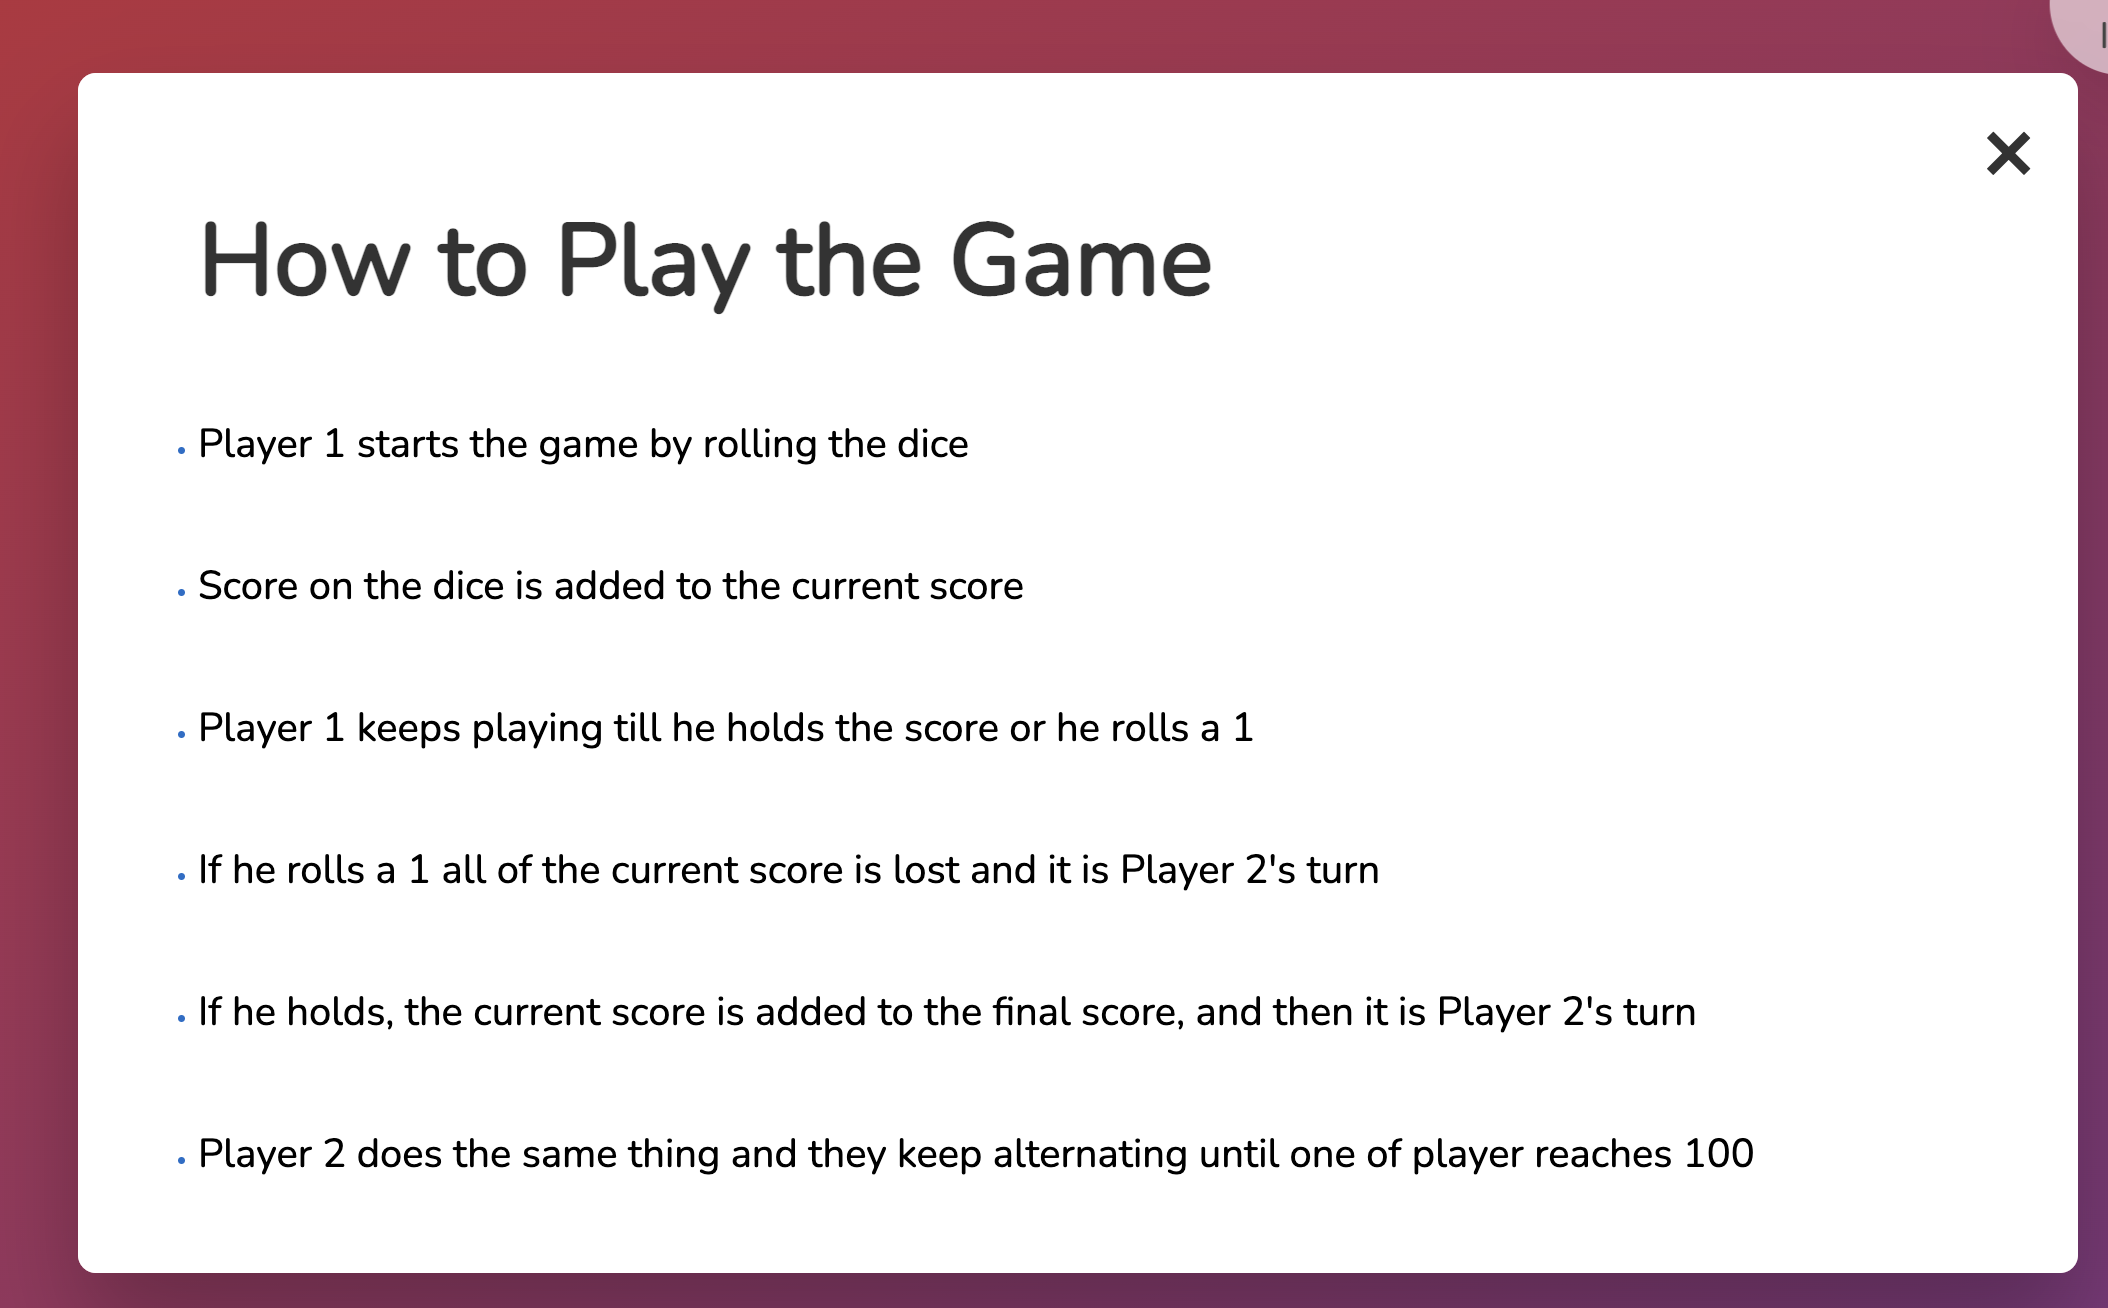 How to Play the Game
Player 1 starts the game by rolling the dice
Score on the dice is added to the current score
Player 1 keeps playing till he holds the score or he rolls a 1
If he rolls a 1 all of the current score is lost and it is Player 2's turn
If he holds, the current score is added to the final score, and then it is Player 2's turn
Player 2 does the same thing and they keep alternating until one of player reaches 100